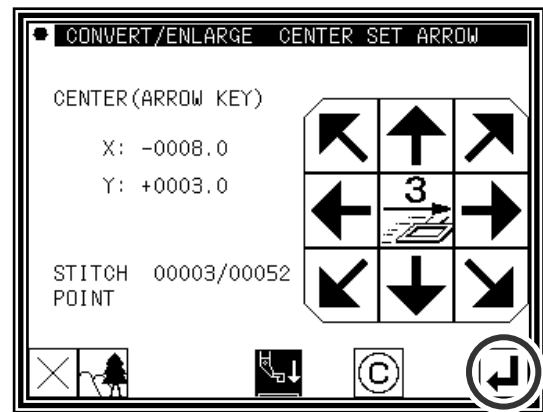 CONVERT/ENLARGE CENTER SET ARROW
CENTER(ARROW KEY)
X: -0008.0
3
Y: +0003.0
STITCH 00003/00052
POINT
C